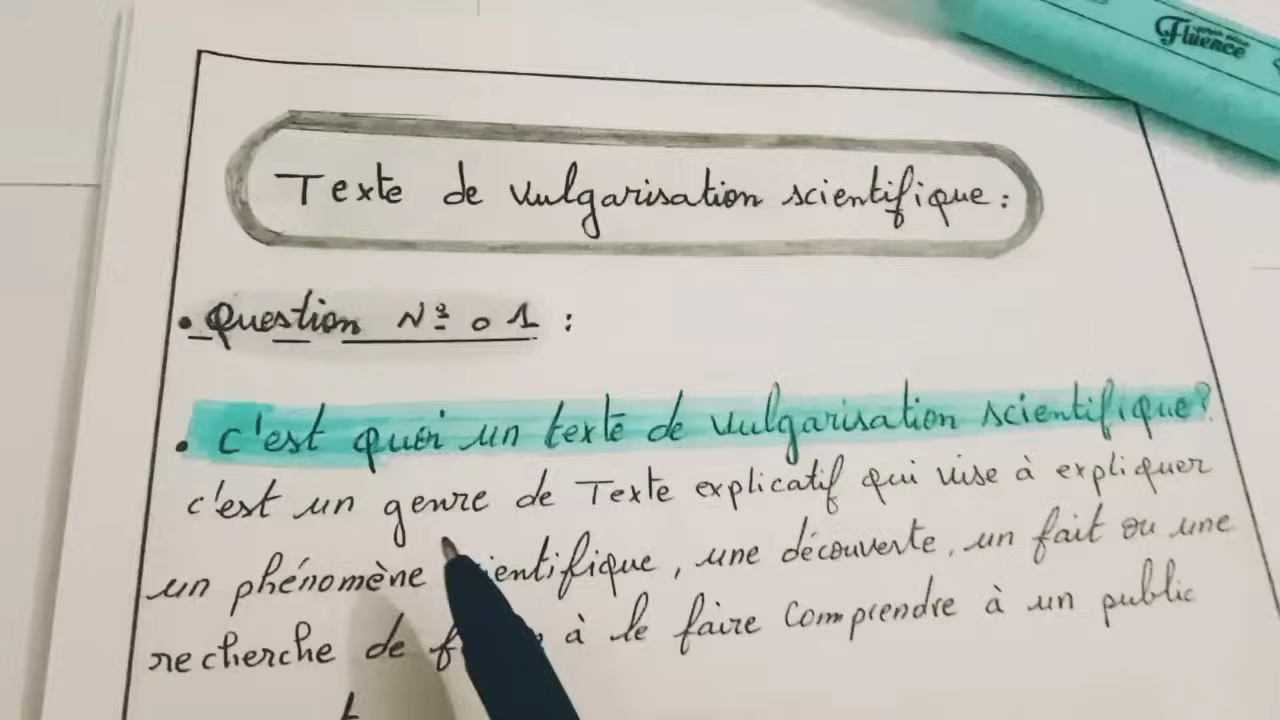 Fluence
Texte de vulgarisation scientifique :
• Question N° 01 :
• c'est quoi un texte de vulgarisation scientifique?
c'est un genre de Texte explicatif qui vise à expliquer
un phénomène scientifique, une découverte, un fait ou une
recherche de à le faire Comprendre à un public